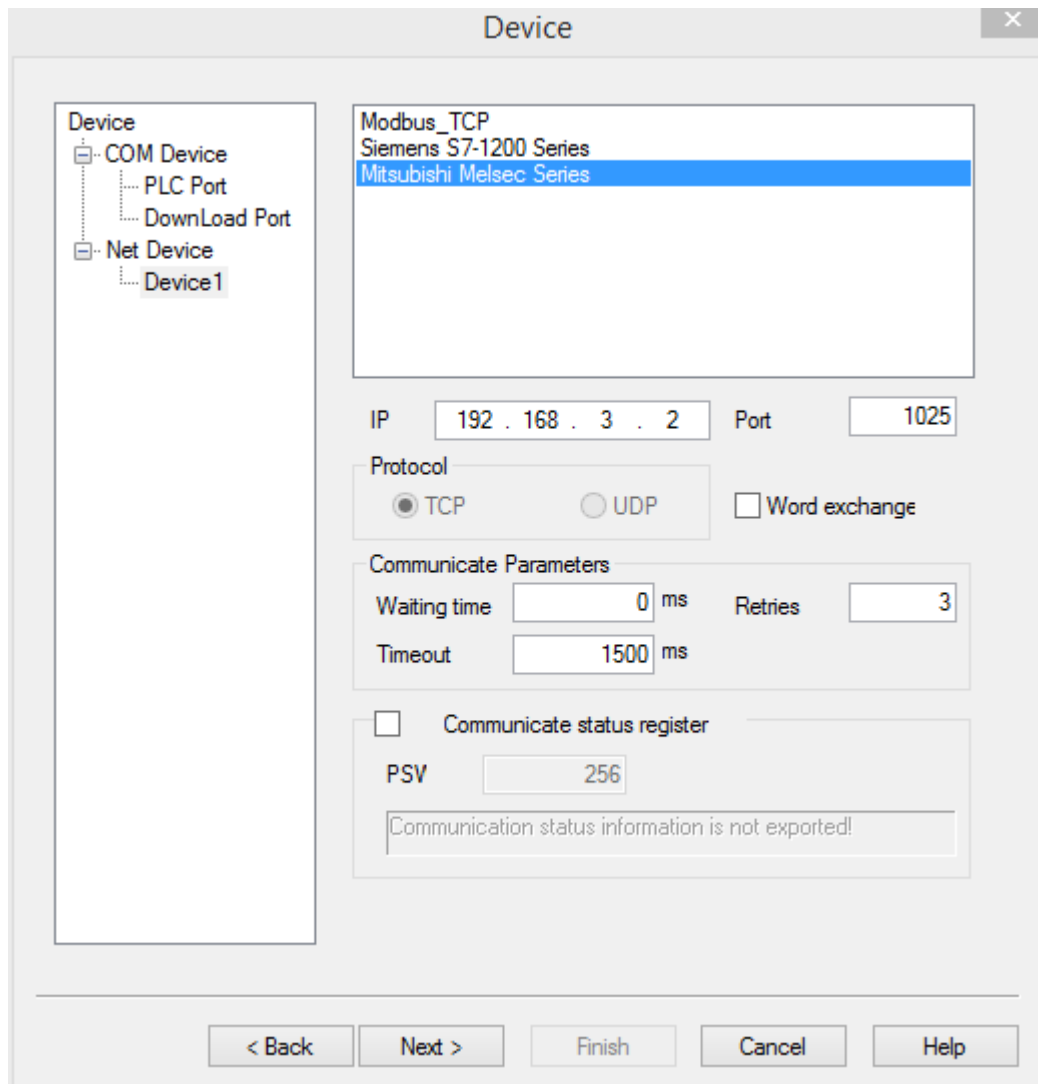 Device
Device
COM Device
PLC Port
DownLoad Port
Net Device
Device1
Modbus_TCP
Siemens S7-1200 Series
Mitsubishi Melsec Series
IP 192 . 168 . 3 . 2 Port 1025
Protocol
TCP UDP Word exchange
Communicate Parameters
Waiting time 0 ms Retries 3
Timeout 1500 ms
Communicate status register
PSW 256
Communication status information is not exported!
< Back Next > Finish Cancel Help